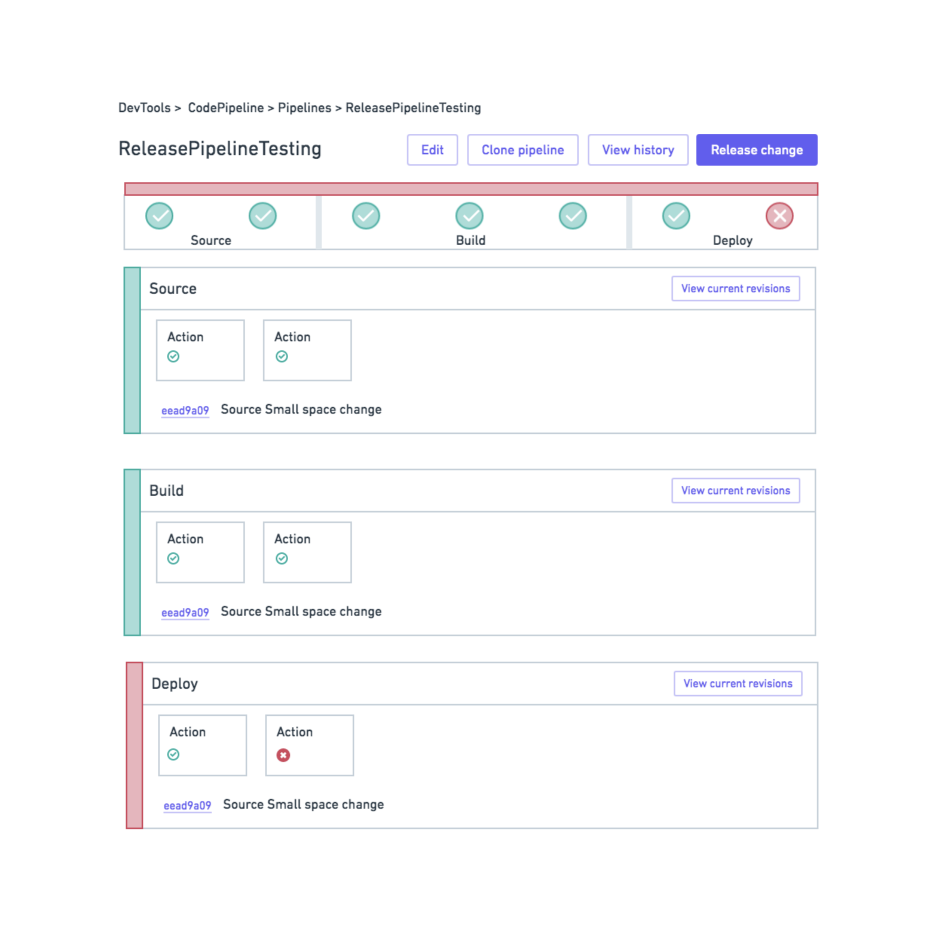 DevTools > CodePipeline > Pipelines > ReleasePipelineTesting
ReleasePipelineTesting
Edit
Clone pipeline
View history
Release change
Source
Build
Deploy
Source
View current revisions
Action
Action
eead9a09 Source Small space change
Build
View current revisions
Action
Action
eead9a09 Source Small space change
Deploy
View current revisions
Action
Action
eead9a09 Source Small space change